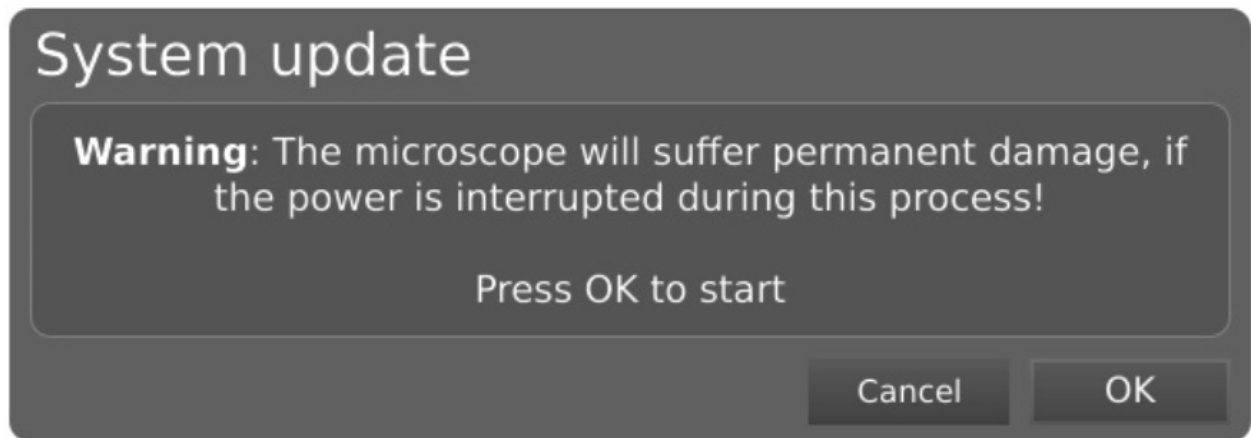 System update
Warning: The microscope will suffer permanent damage, if
the power is interrupted during this process!
Press OK to start
Cancel
OK